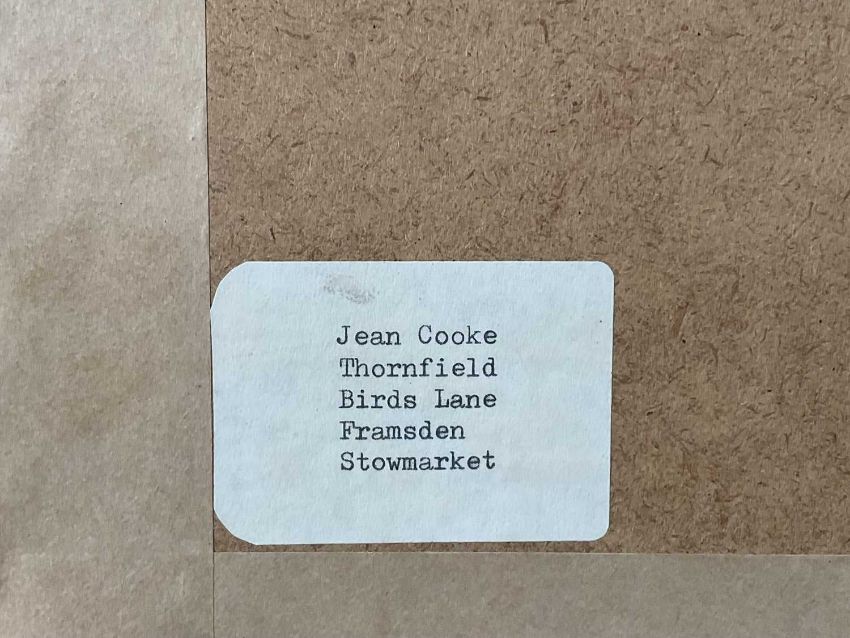 Jean Cooke
Thornfield
Birds Lane
Framsden
Stowmarket